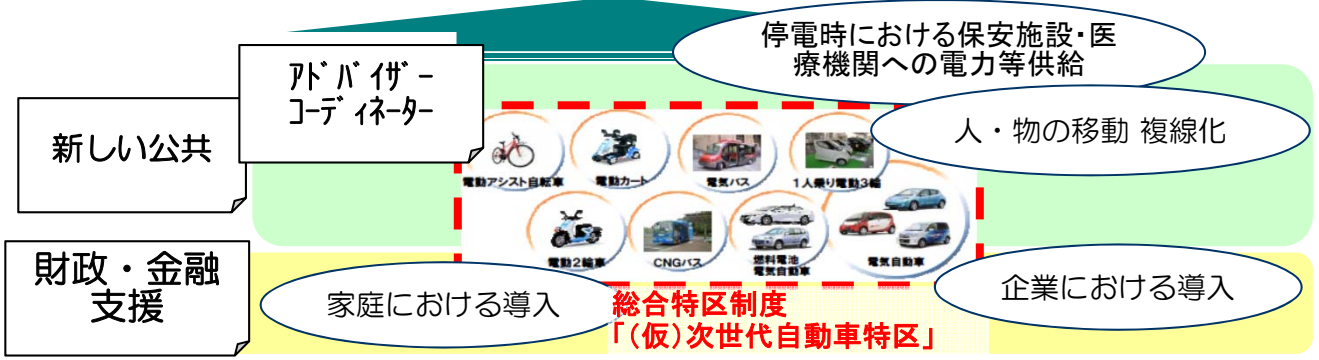 停電時における保安施設・医
療機関への電力等供給
ｱﾄﾞﾊﾞｲｻﾞｰ
ｺｰﾃﾞｨﾈｰﾀｰ
新しい公共
人・物の移動 複線化
電動アシスト自転車
電動カート
電気バス
1人乗り電動3輪
電動2輪車
CNGバス
燃料電池
電気自動車
電気自動車
財政・金融
支援
家庭における導入
企業における導入
総合特区制度
「(仮)次世代自動車特区」